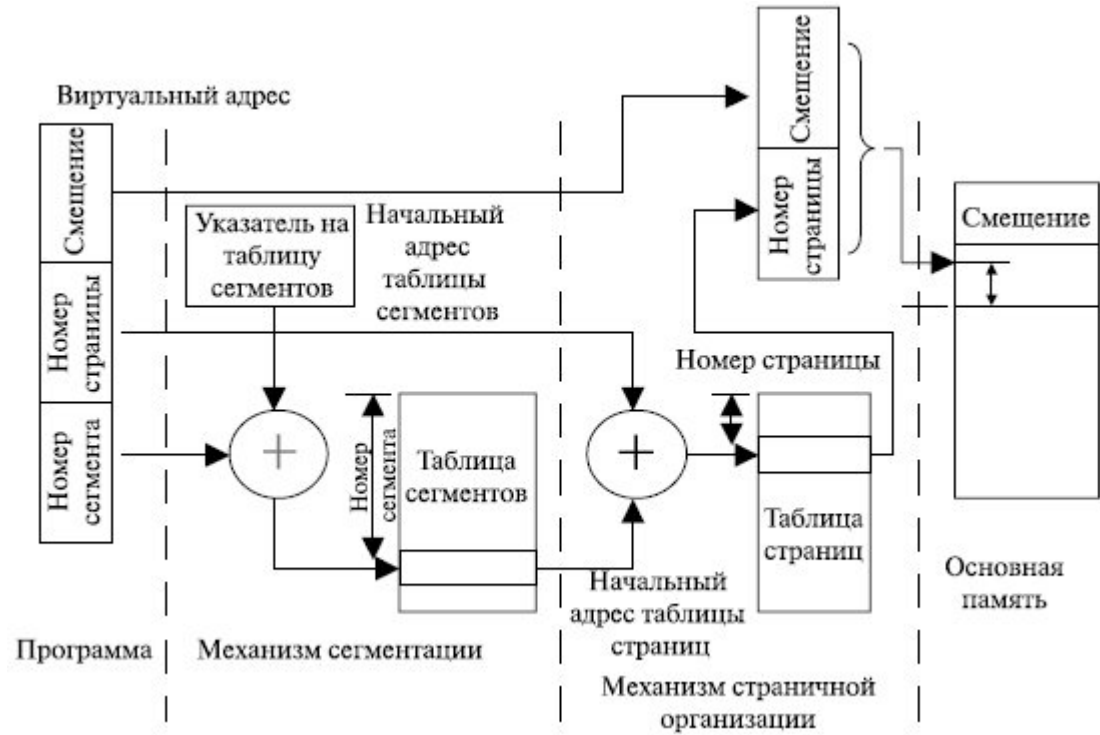 Виртуальный адрес
Смещение
Номер
страницы
Номер
сегмента
Указатель на
таблицу
сегментов
Начальный
адрес
таблицы
сегментов
Номер
сегмента
Таблица
сегментов
Смещение
Номер
страницы
Номер страницы
Таблица
страниц
Начальный
адрес таблицы
страниц
Смещение
Основная
память
Программа
Механизм сегментации
Механизм страничной
организации